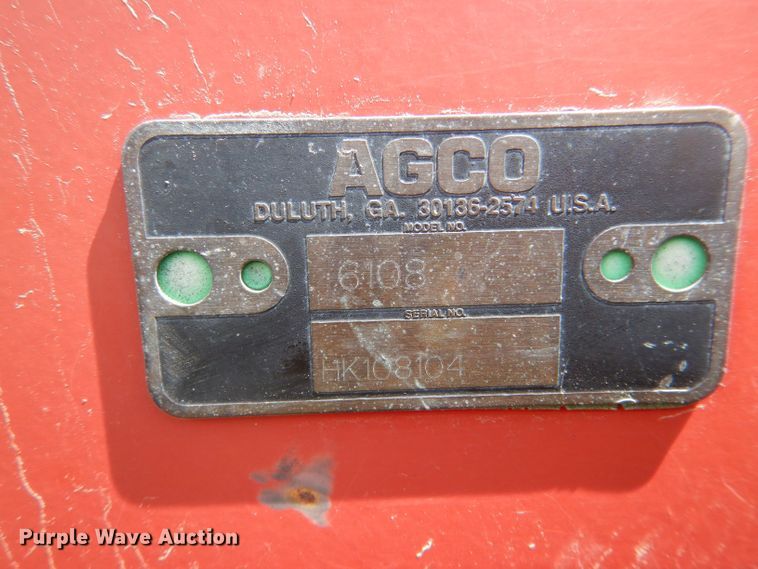 AGCO
DULUTH, GA. 30136-2574 U.S.A.
MODEL NO.
6108
SERIAL NO.
HK108104
Purple Wave Auction